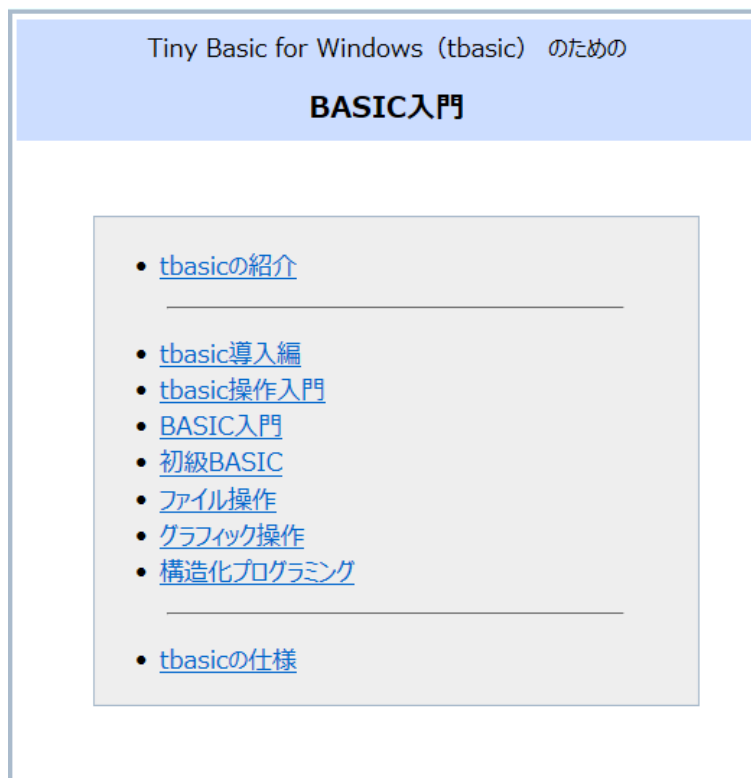 Tiny Basic for Windows（tbasic） のための
BASIC入門
tbasicの紹介
tbasic導入編
tbasic操作入門
BASIC入門
初級BASIC
ファイル操作
グラフィック操作
構造化プログラミング
tbasicの仕様